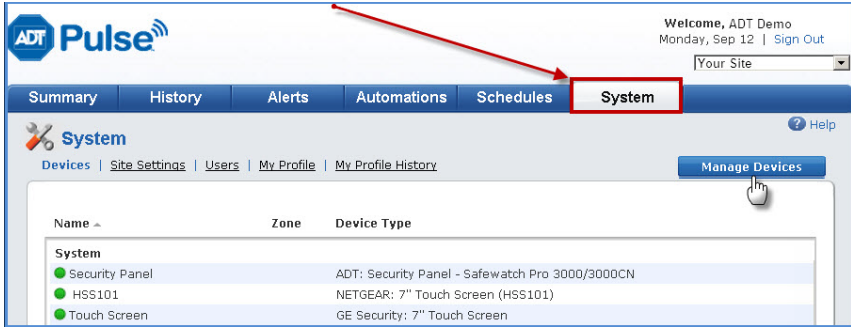 Welcome, ADT Demo
ADT Pulse
Monday, Sep 12 | Sign Out
Your Site
Summary History Alerts Automations Schedules System
Help
System
Devices | Site Settings | Users | My Profile | My Profile History
Manage Devices
Name Zone Device Type
System
Security Panel ADT: Security Panel - Safewatch Pro 3000/3000CN
HSS101 NETGEAR: 7" Touch Screen (HSS101)
Touch Screen GE Security: 7" Touch Screen